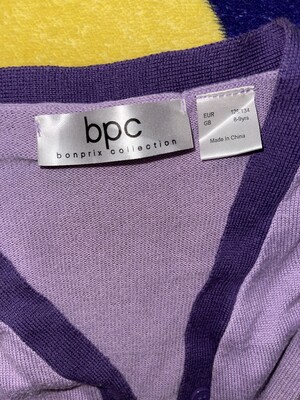 bpc
bonprix collection
EUR 128/134
GB 8-9yrs
Made in China